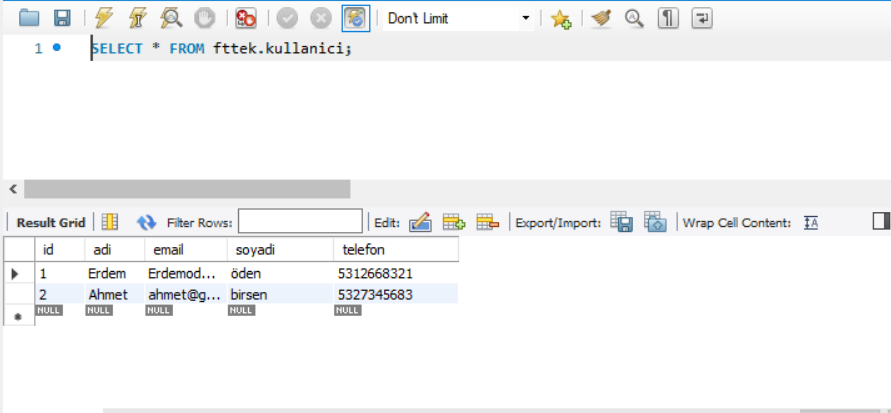 Don't Limit
1 SELECT * FROM fttek.kullanici;
Result Grid Filter Rows: Edit: Export/Import: Wrap Cell Content:
id adi email soyadi telefon
1 Erdem Erdemod... öden 5312668321
2 Ahmet ahmet@g... birsen 5327345683
NULL NULL NULL NULL NULL